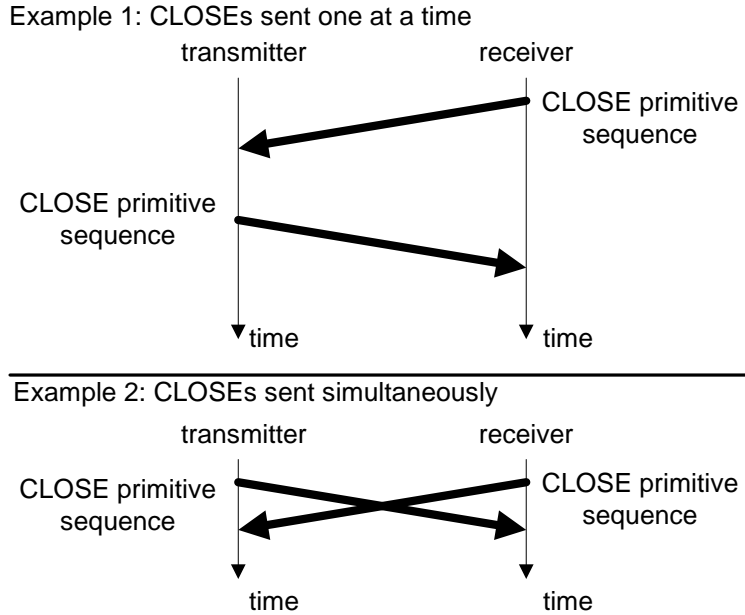 Example 1: CLOSEs sent one at a time
transmitter
receiver
CLOSE primitive
sequence
CLOSE primitive
sequence
time
time
Example 2: CLOSEs sent simultaneously
transmitter
receiver
CLOSE primitive
sequence
CLOSE primitive
sequence
time
time